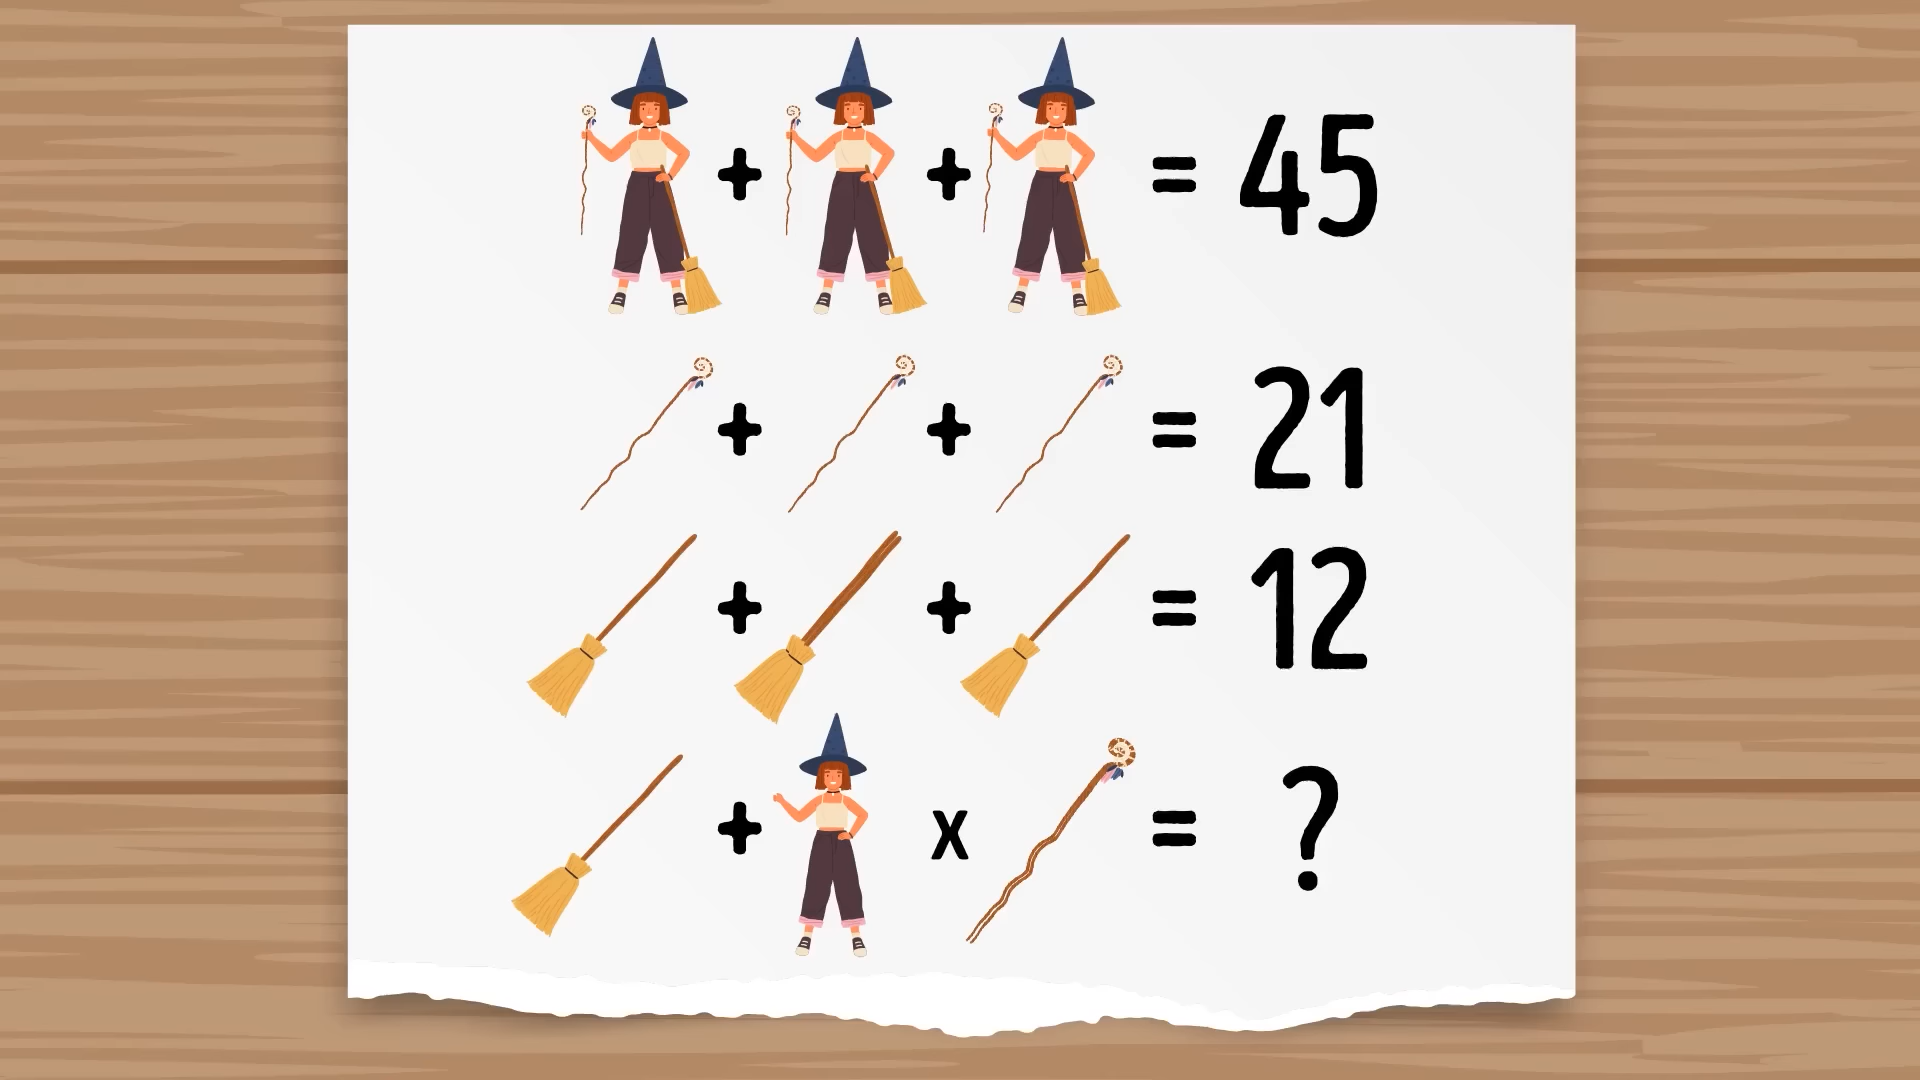 + + = 45
+ + = 21
+ + = 12
+ x = ?